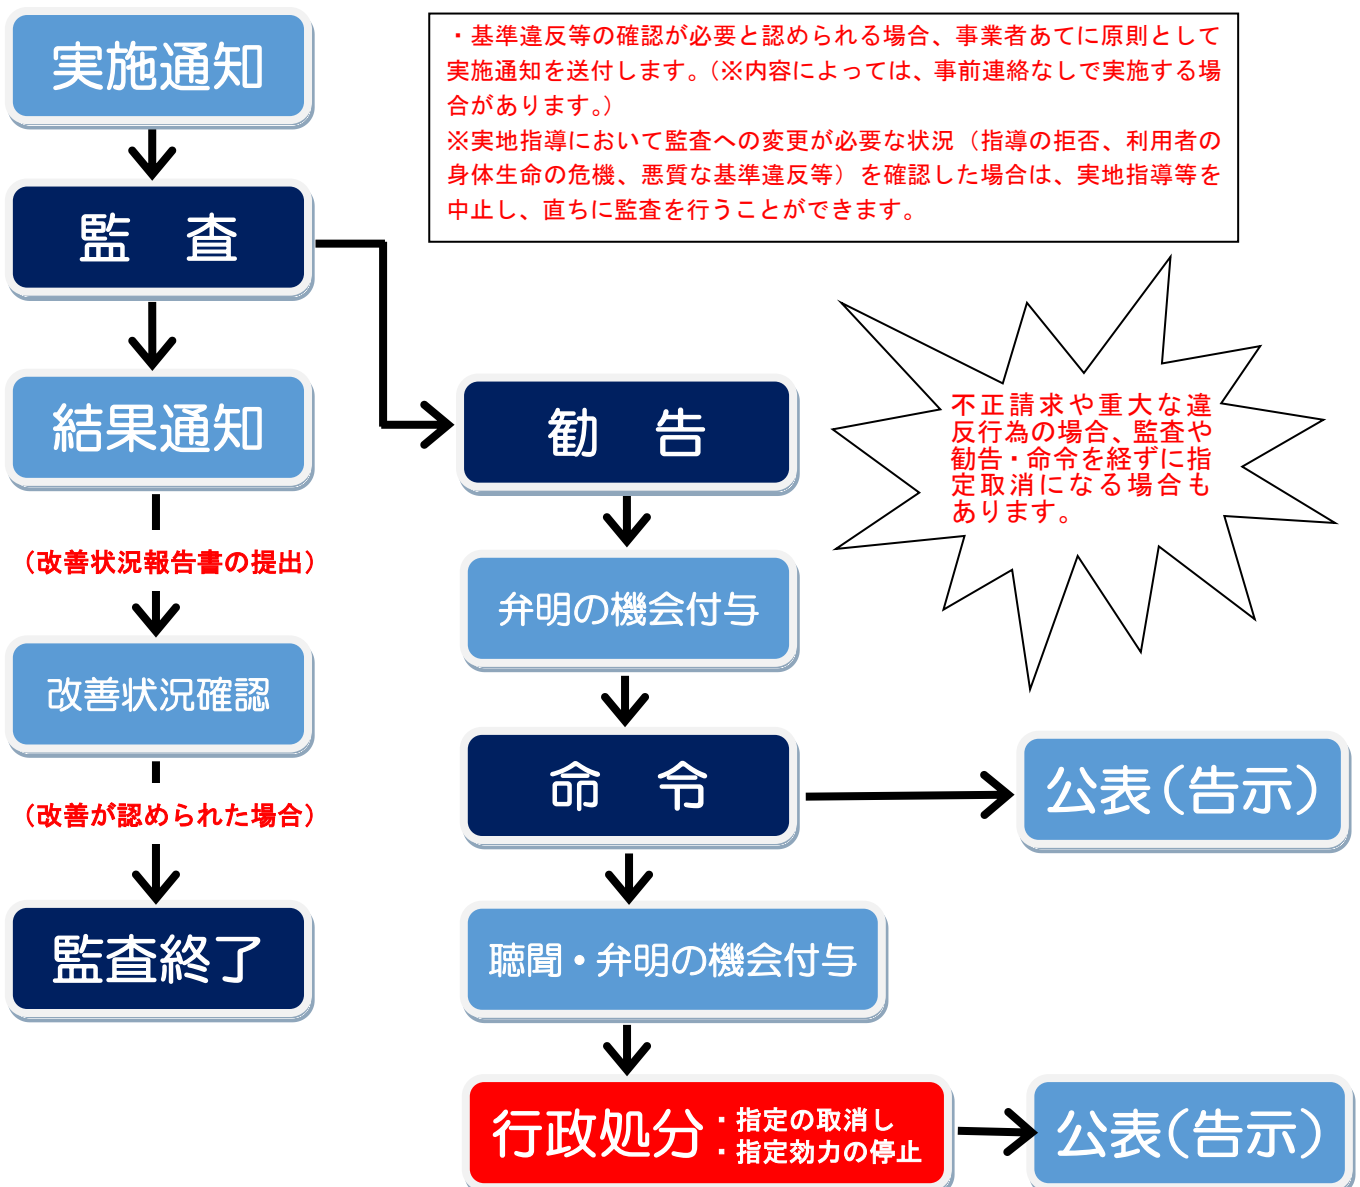 実施通知
・基準違反等の確認が必要と認められる場合、事業者あてに原則として
実施通知を送付します。（※内容によっては、事前連絡なしで実施する場
合があります。）
※実地指導において監査への変更が必要な状況（指導の拒否、利用者の
身体生命の危機、悪質な基準違反等）を確認した場合は、実地指導等を
中止し、直ちに監査を行うことができます。
監　査
結果通知
（改善状況報告書の提出）
改善状況確認
（改善が認められた場合）
監査終了
勧　告
弁明の機会付与
命　令
公表（告示）
聴聞・弁明の機会付与
行政処分
・指定の取消し
・指定効力の停止
公表（告示）
不正請求や重大な違
反行為の場合、監査や
勧告・命令を経ずに指
定取消になる場合も
あります。